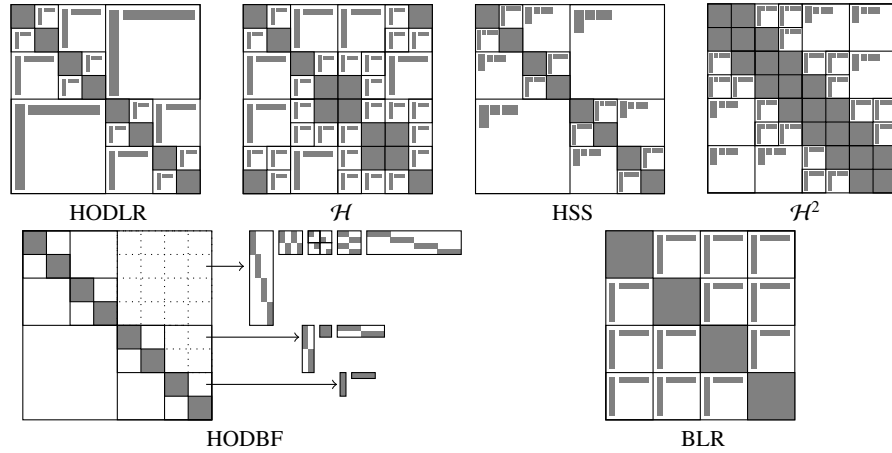 HODLR
ℋ
HSS
ℋ²
HODBF
BLR